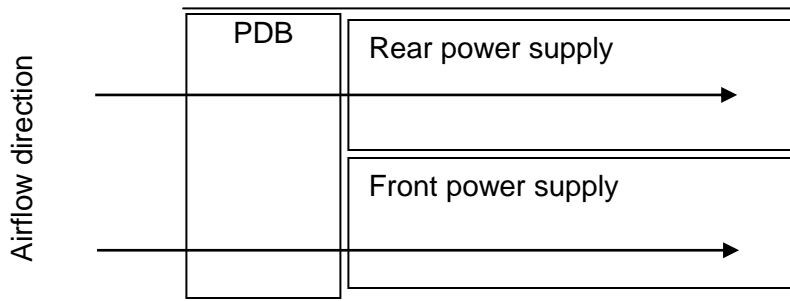 PDB
Rear power supply
Front power supply
Airflow direction